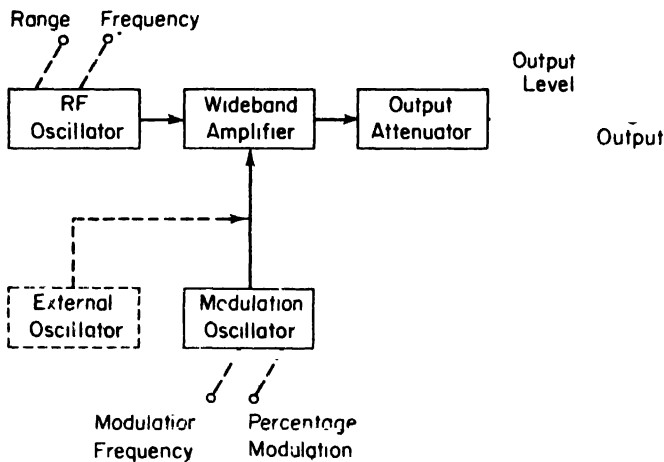 Range Frequency
RF
Oscillator
Wideband
Amplifier
Output
Attenuator
Output
Level
Output
External
Oscillator
Modulation
Oscillator
Modulation
Frequency
Percentage
Modulation